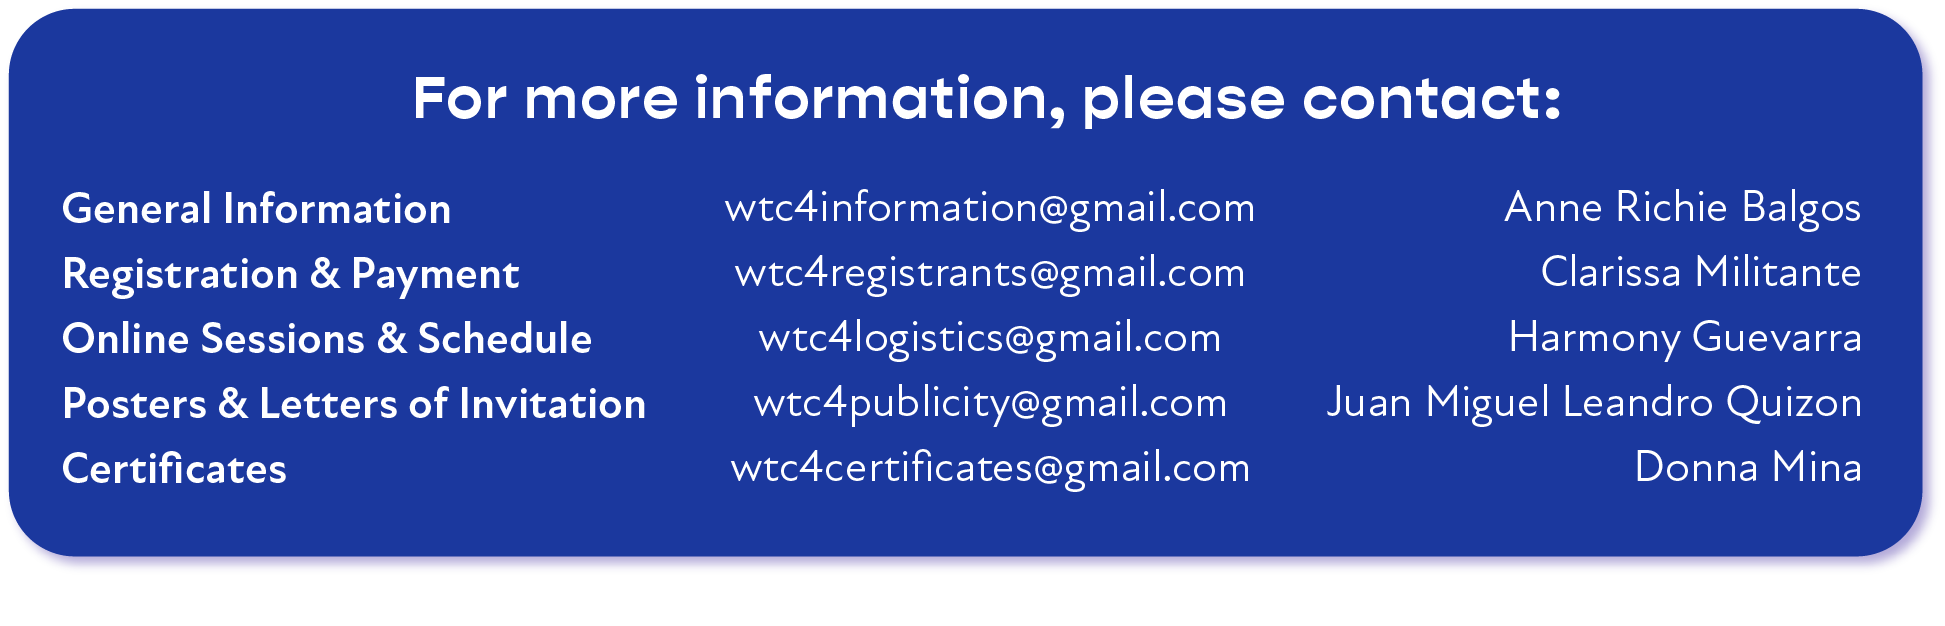 For more information, please contact:
General Information wtc4information@gmail.com Anne Richie Balgos
Registration & Payment wtc4registrants@gmail.com Clarissa Militante
Online Sessions & Schedule wtc4logistics@gmail.com Harmony Guevarra
Posters & Letters of Invitation wtc4publicity@gmail.com Juan Miguel Leandro Quizon
Certificates wtc4certificates@gmail.com Donna Mina